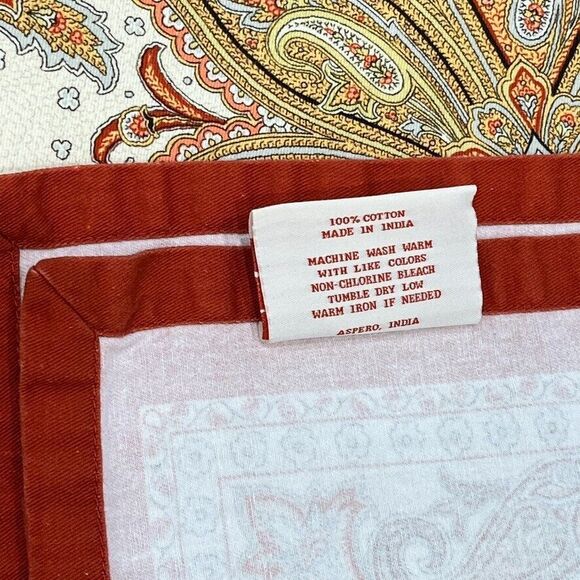 100% COTTON
MADE IN INDIA
MACHINE WASH WARM
WITH LIKE COLORS
NON-CHLORINE BLEACH
TUMBLE DRY LOW
WARM IRON IF NEEDED
ASPERO, INDIA